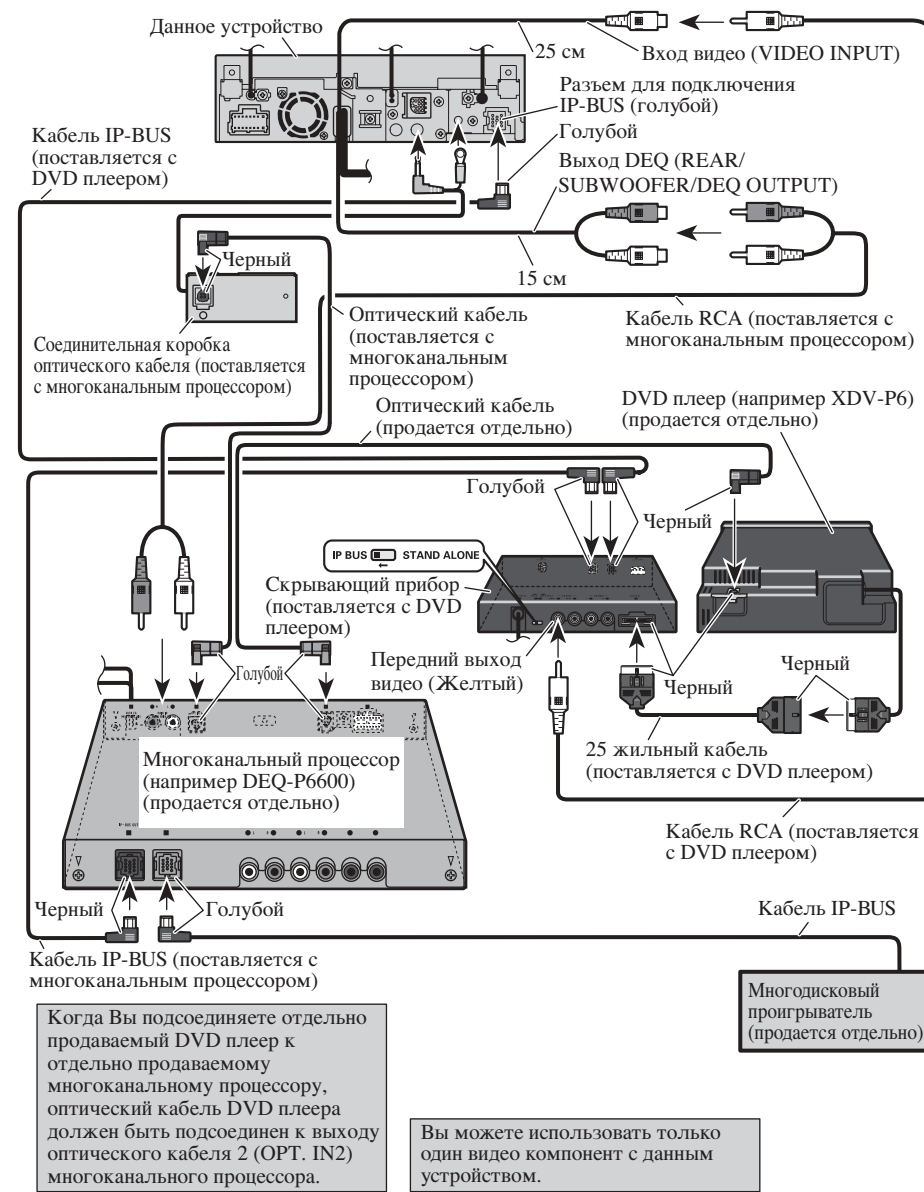 Данное устройство
25 см
Вход видео (VIDEO INPUT)
Разъем для подключения
IP-BUS (голубой)
Голубой
Кабель IP-BUS
(поставляется с
DVD плеером)
Выход DEQ (REAR/
SUBWOOFER/DEQ OUTPUT)
Черный
15 см
Соединительная коробка
оптического кабеля (поставляется
с многоканальным процессором)
Оптический кабель
(поставляется с
многоканальным
процессором)
Кабель RCA (поставляется с
многоканальным процессором)
Оптический кабель
(продается отдельно)
DVD плеер (например XDV-P6)
(продается отдельно)
Голубой
Черный
IP BUS STAND ALONE
Скрывающий прибор
(поставляется с DVD
плеером)
Передний выход
видео (Желтый)
Голубой
Черный
Черный
25 жильный кабель
(поставляется с DVD плеером)
Многоканальный процессор
(например DEQ-P6600)
(продается отдельно)
Кабель RCA (поставляется
с DVD плеером)
Черный
Голубой
Кабель IP-BUS
Кабель IP-BUS (поставляется с
многоканальным процессором)
Многодисковый
проигрыватель
(продается отдельно)
Когда Вы подсоединяете отдельно
продаваемый DVD плеер к
отдельно продаваемому
многоканальному процессору,
оптический кабель DVD плеера
должен быть подсоединен к выходу
оптического кабеля 2 (OPT. IN2)
многоканального процессора.
Вы можете использовать только
один видео компонент с данным
устройством.